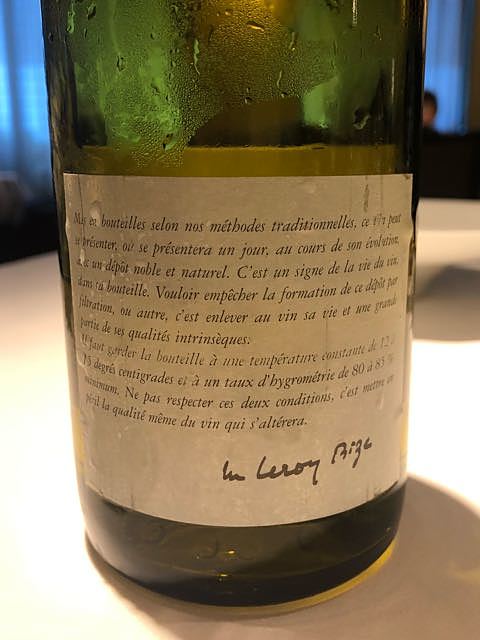 Mis en bouteilles selon nos méthodes traditionnelles, ce vin peut
se présenter, où se présentera un jour, au cours de son évolution,
avec un dépôt noble et naturel. C'est un signe de la vie du vin,
dans sa bouteille. Vouloir empêcher la formation de ce dépôt par
filtration, ou autre, c'est enlever au vin sa vie et une grande
partie de ses qualités intrinsèques.
Il faut garder la bouteille à une température constante de 12 à
13 degrés centigrades et à un taux d'hygrométrie de 80 à 85 %
minimum. Ne pas respecter ces deux conditions, c'est mettre en
péril la qualité même du vin qui s'altérera.
Leroy Bize